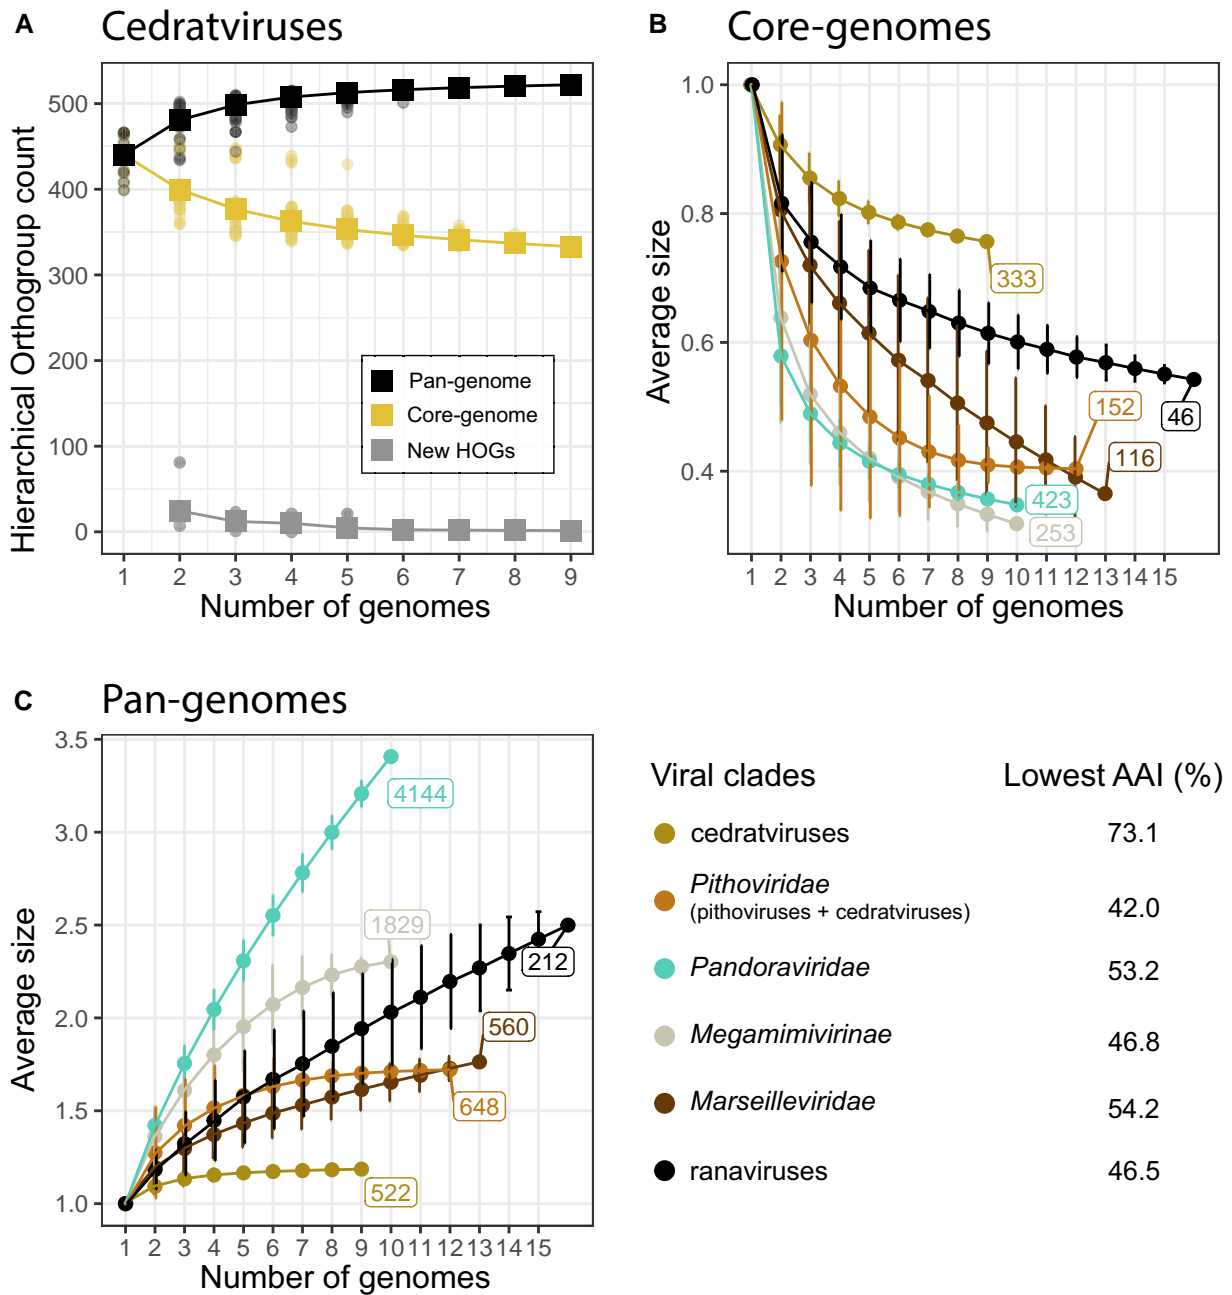 A Cedratviruses
Hierarchical Orthogroup count
500
400
300
200
100
0
Pan-genome
Core-genome
New HOGs
1 2 3 4 5 6 7 8 9
Number of genomes
B Core-genomes
Average size
1.0
0.8
0.6
0.4
333
152
46
116
423
253
1 2 3 4 5 6 7 8 9 10 11 12 13 14 15
Number of genomes
C Pan-genomes
Average size
3.5
3.0
2.5
2.0
1.5
1.0
4144
1829
212
560
648
522
1 2 3 4 5 6 7 8 9 10 11 12 13 14 15
Number of genomes
Viral clades Lowest AAI (%)
cedratviruses 73.1
Pithoviridae
(pithoviruses + cedratviruses) 42.0
Pandoraviridae 53.2
Megamimivirinae 46.8
Marseilleviridae 54.2
ranaviruses 46.5